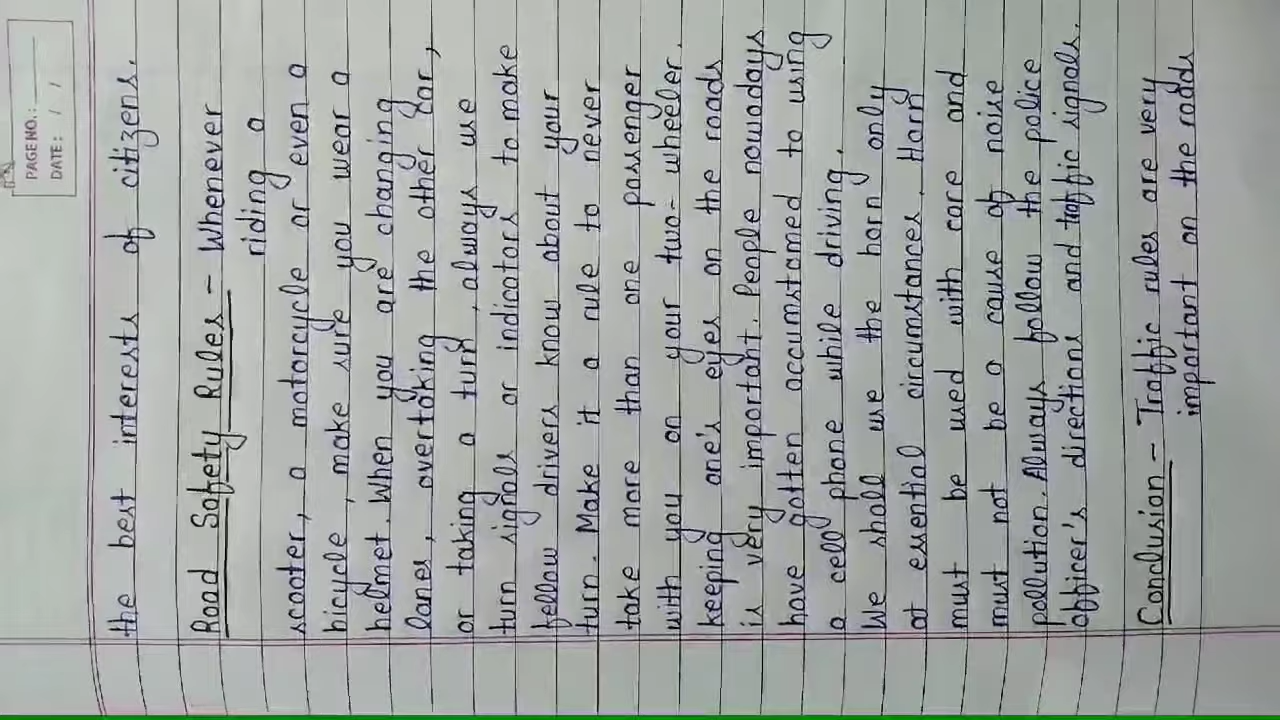 PAGE NO.:
DATE: / /
the best interests of citizens.
Road Safety Rules - Whenever
riding a
scooter, a motorcycle or even a
bicycle, make sure you wear a
helmet. When you are changing
lanes, overtaking the other car,
or taking a turn, always use
turn signals or indicators to make
fellow drivers know about your
turn. Make it a rule to never
take more than one passenger
with you on your two-wheeler.
keeping one's eyes on the roads
is very important. People nowadays
have gotten accumstamed to using
a cell phone while driving.
We shall use the horn only
at essential circumstances. Horn
must be used with care and
must not be a cause of noise
pollution. Always follow the police
officer's directions and traffic signals.
Conclusion - Traffic rules are very
important on the roads